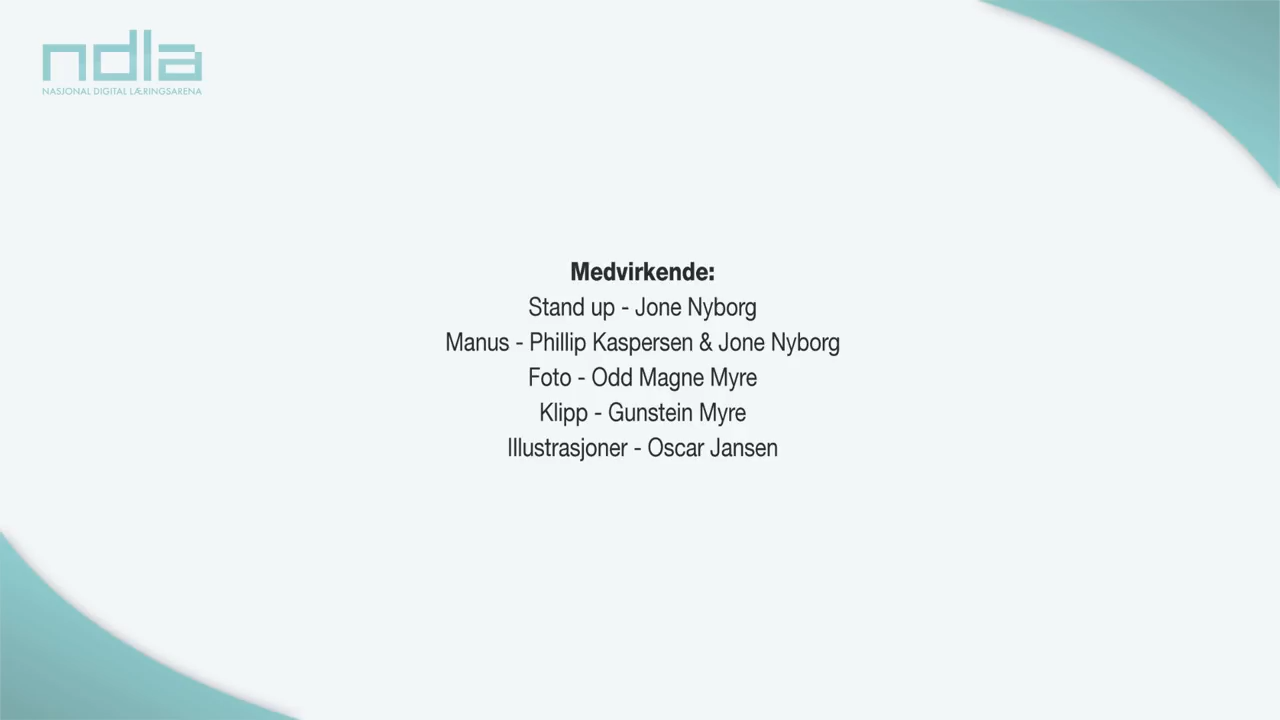 ndla
NASJONAL DIGITAL LÆRINGSARENA
Medvirkende:
Stand up - Jone Nyborg
Manus - Phillip Kaspersen & Jone Nyborg
Foto - Odd Magne Myre
Klipp - Gunstein Myre
Illustrasjoner - Oscar Jansen